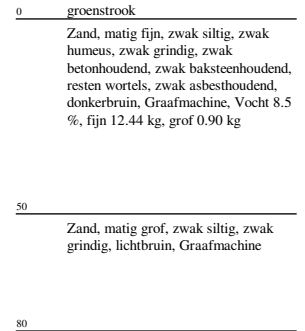 0 groenstrook
Zand, matig fijn, zwak siltig, zwak
humeus, zwak grindig, zwak
betonhoudend, zwak baksteenhoudend,
resten wortels, zwak asbesthoudend,
donkerbruin, Graafmachine, Vocht 8.5
%, fijn 12.44 kg, grof 0.90 kg
50
Zand, matig grof, zwak siltig, zwak
grindig, lichtbruin, Graafmachine
80